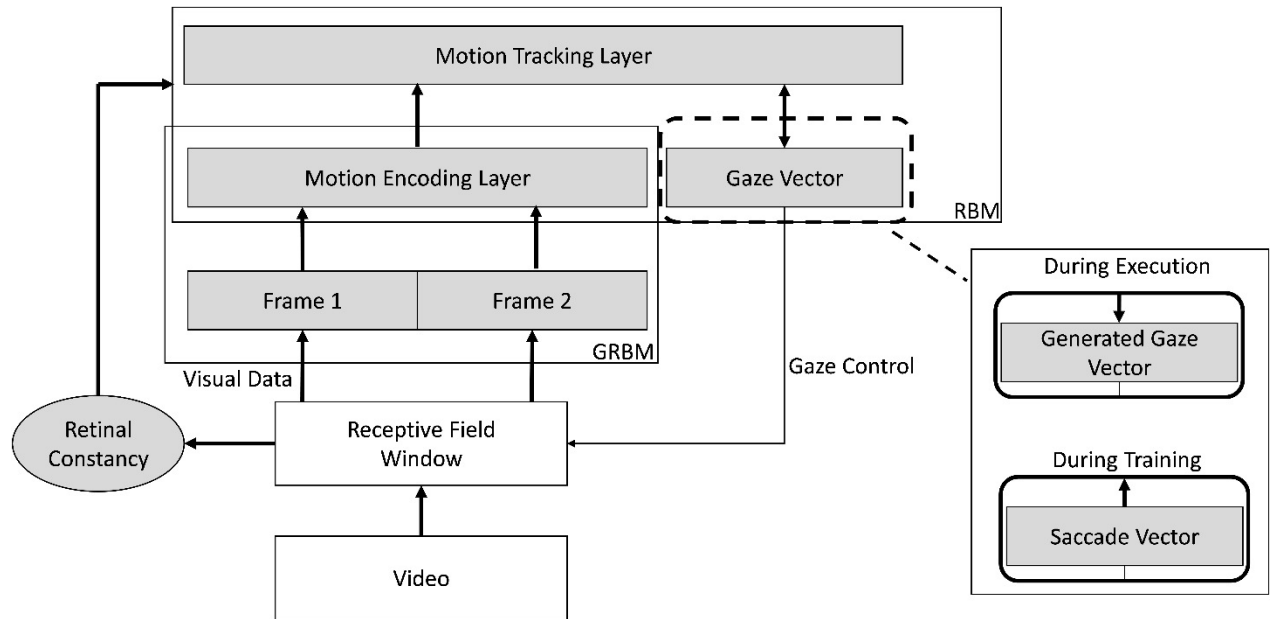 Motion Tracking Layer
Motion Encoding Layer
Gaze Vector
RBM
Frame 1
Frame 2
GRBM
Visual Data
Gaze Control
Retinal
Constancy
Receptive Field
Window
Video
During Execution
Generated Gaze
Vector
During Training
Saccade Vector